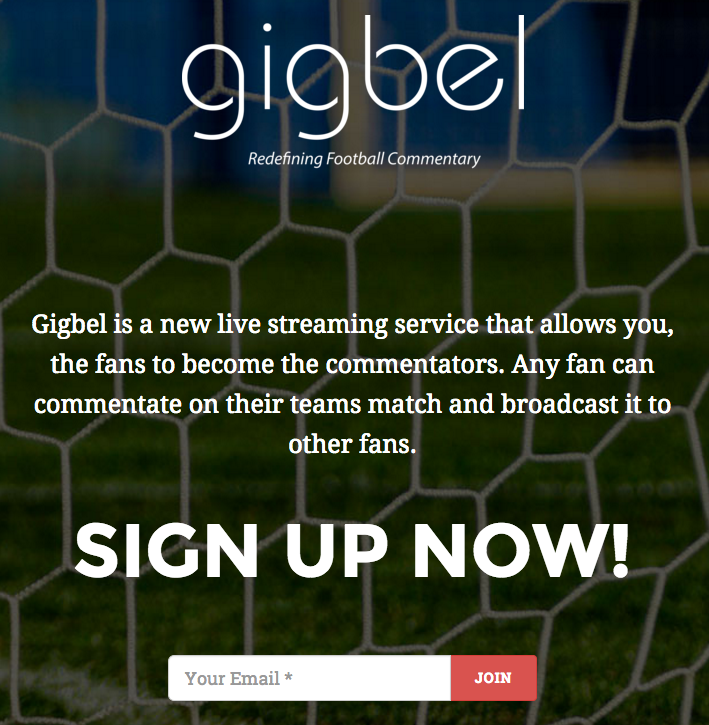 gigbel
Redefining Football Commentary
Gigbel is a new live streaming service that allows you,
the fans to become the commentators. Any fan can
commentate on their teams match and broadcast it to
other fans.
SIGN UP NOW!
Your Email *
JOIN